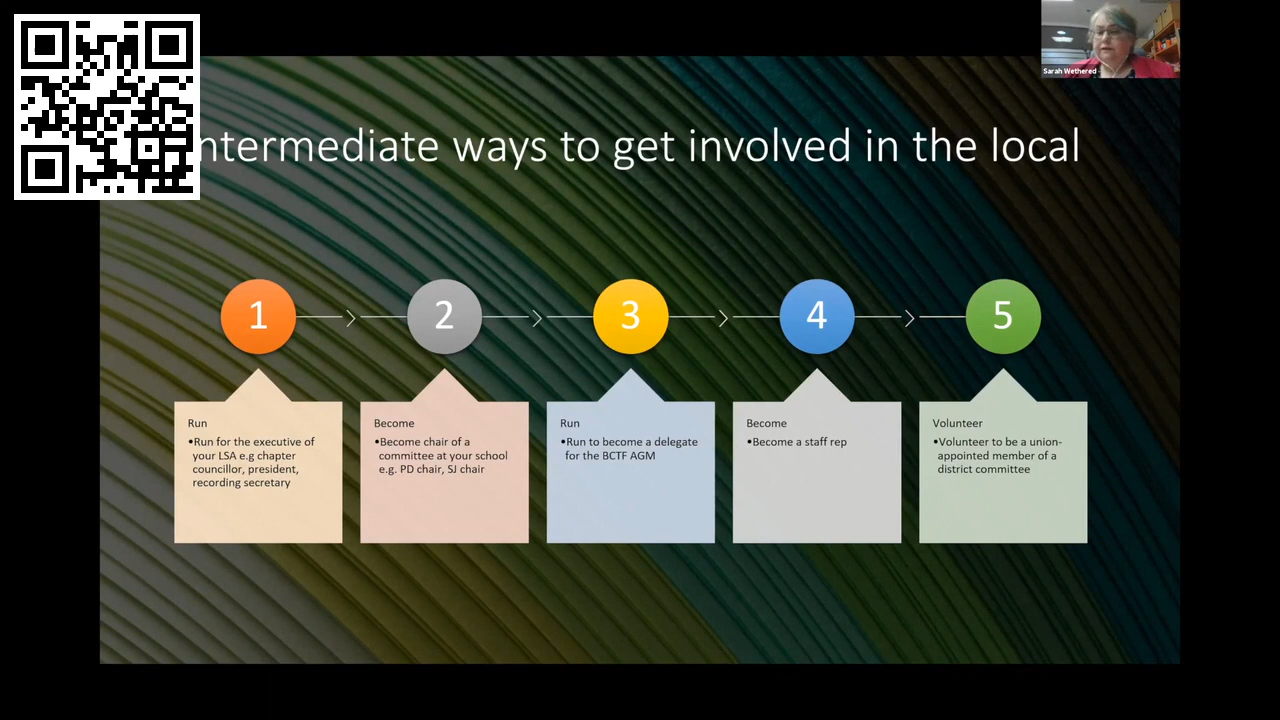 Sarah Wethered
ntermediate ways to get involved in the local
1
2
3
4
5
Run
•Run for the executive of
your LSA e.g chapter
councillor, president,
recording secretary
Become
•Become chair of a
committee at your school
e.g. PD chair, SJ chair
Run
•Run to become a delegate
for the BCTF AGM
Become
•Become a staff rep
Volunteer
•Volunteer to be a union-
appointed member of a
district committee